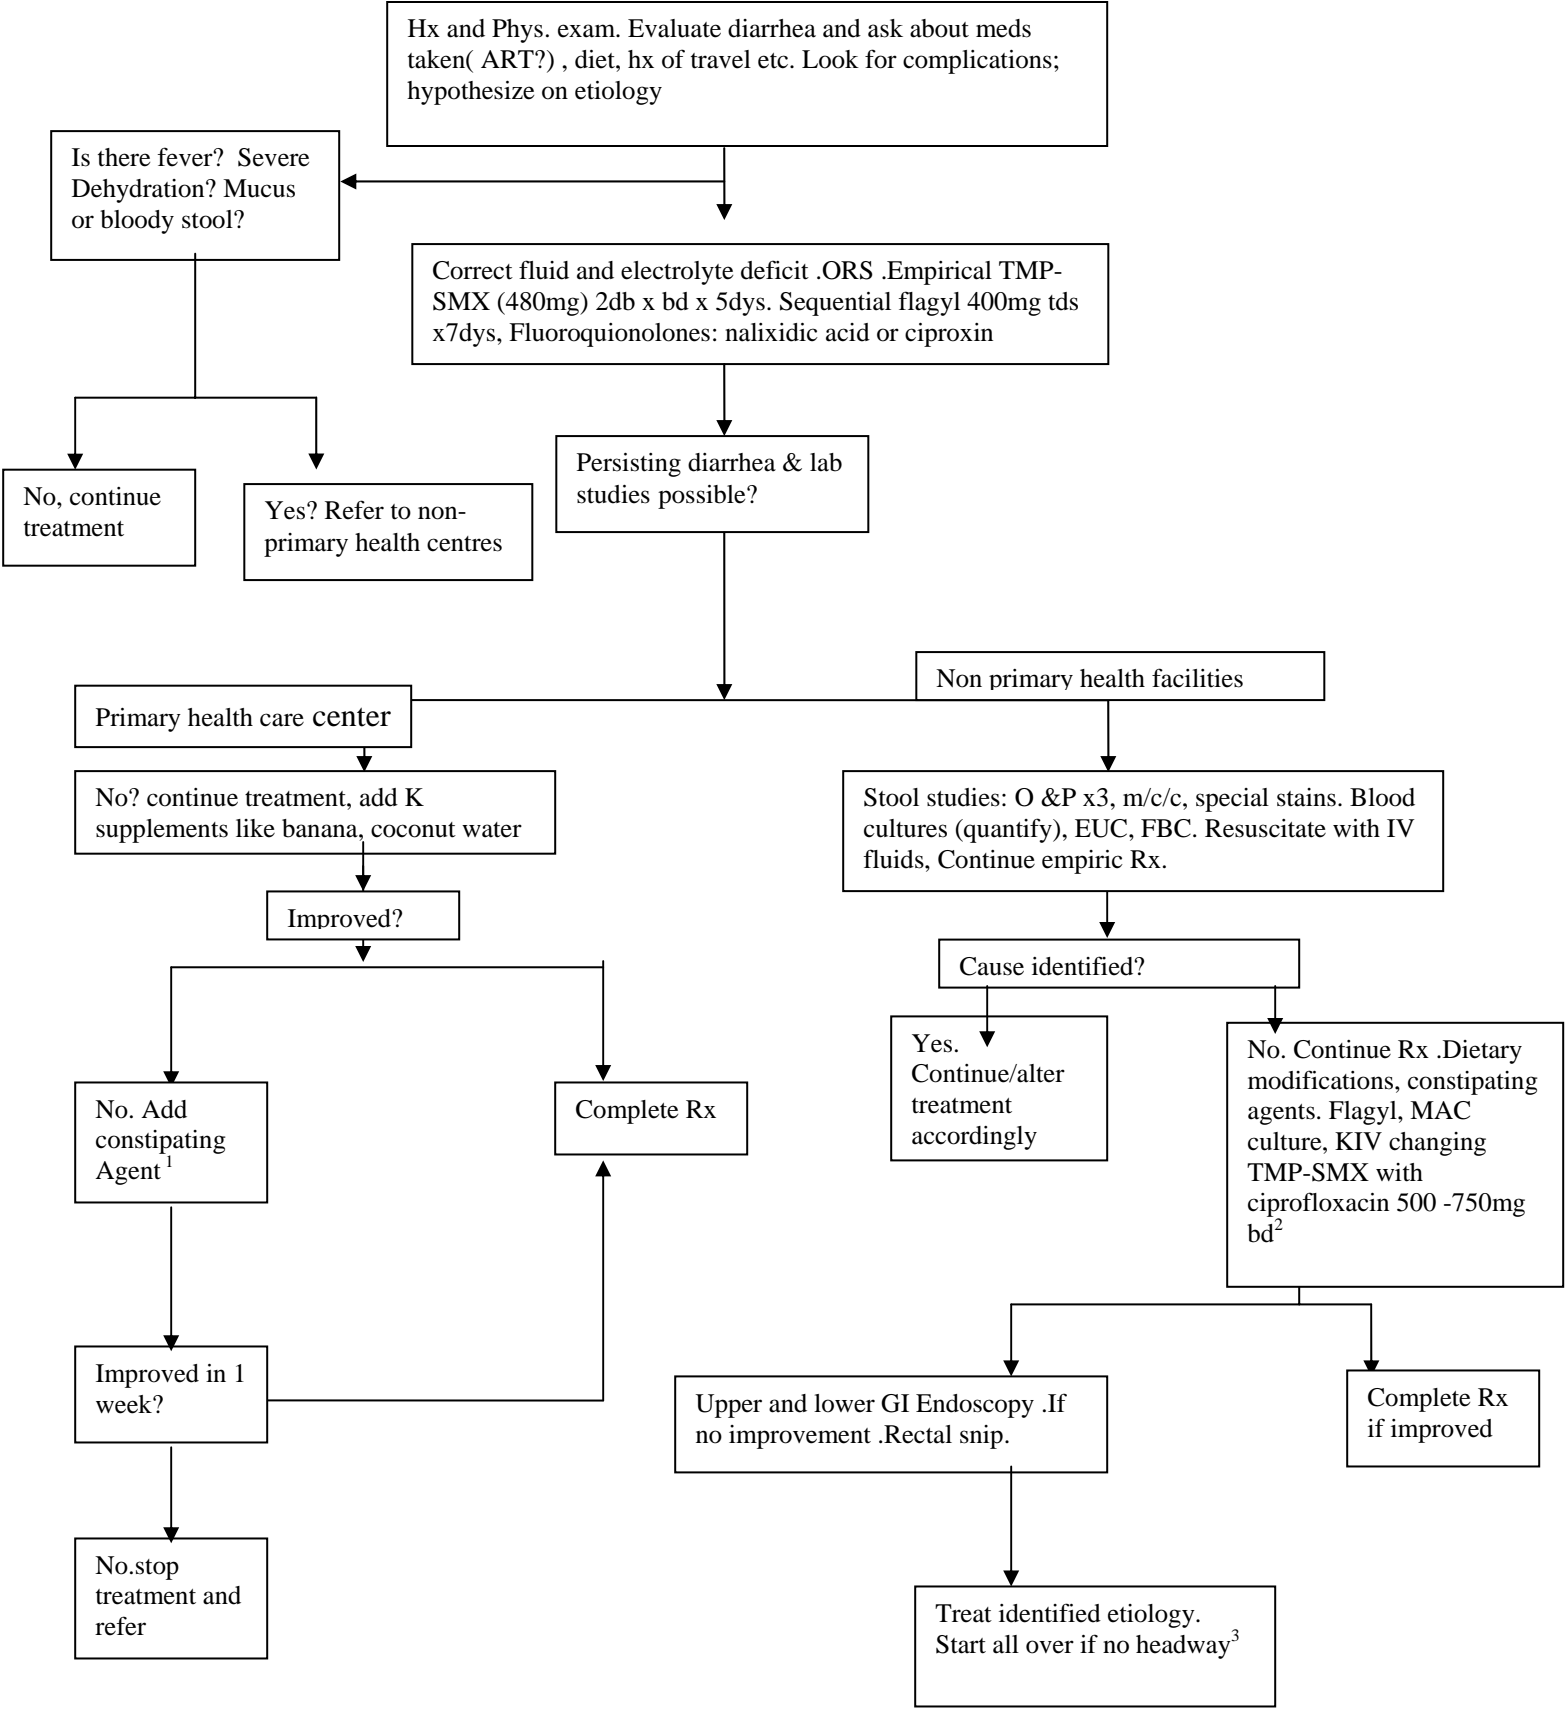 Hx and Phys. exam. Evaluate diarrhea and ask about meds
taken( ART?) , diet, hx of travel etc. Look for complications;
hypothesize on etiology
Is there fever?  Severe
Dehydration? Mucus
or bloody stool?
Correct fluid and electrolyte deficit .ORS .Empirical TMP-
SMX (480mg) 2db x bd x 5dys. Sequential flagyl 400mg tds
x7dys, Fluoroquionolones: nalixidic acid or ciproxin
No, continue
treatment
Yes? Refer to non-
primary health centres
Persisting diarrhea & lab
studies possible?
Non primary health facilities
Primary health care center
No? continue treatment, add K
supplements like banana, coconut water
Improved?
No. Add
constipating
Agent 1
Complete Rx
Improved in 1
week?
No.stop
treatment and
refer
Stool studies: O &P x3, m/c/c, special stains. Blood
cultures (quantify), EUC, FBC. Resuscitate with IV
fluids, Continue empiric Rx.
Cause identified?
Yes.
Continue/alter
treatment
accordingly
No. Continue Rx .Dietary
modifications, constipating
agents. Flagyl, MAC
culture, KIV changing
TMP-SMX with
ciprofloxacin 500 -750mg
bd2
Upper and lower GI Endoscopy .If
no improvement .Rectal snip.
Complete Rx
if improved
Treat identified etiology.
Start all over if no headway3